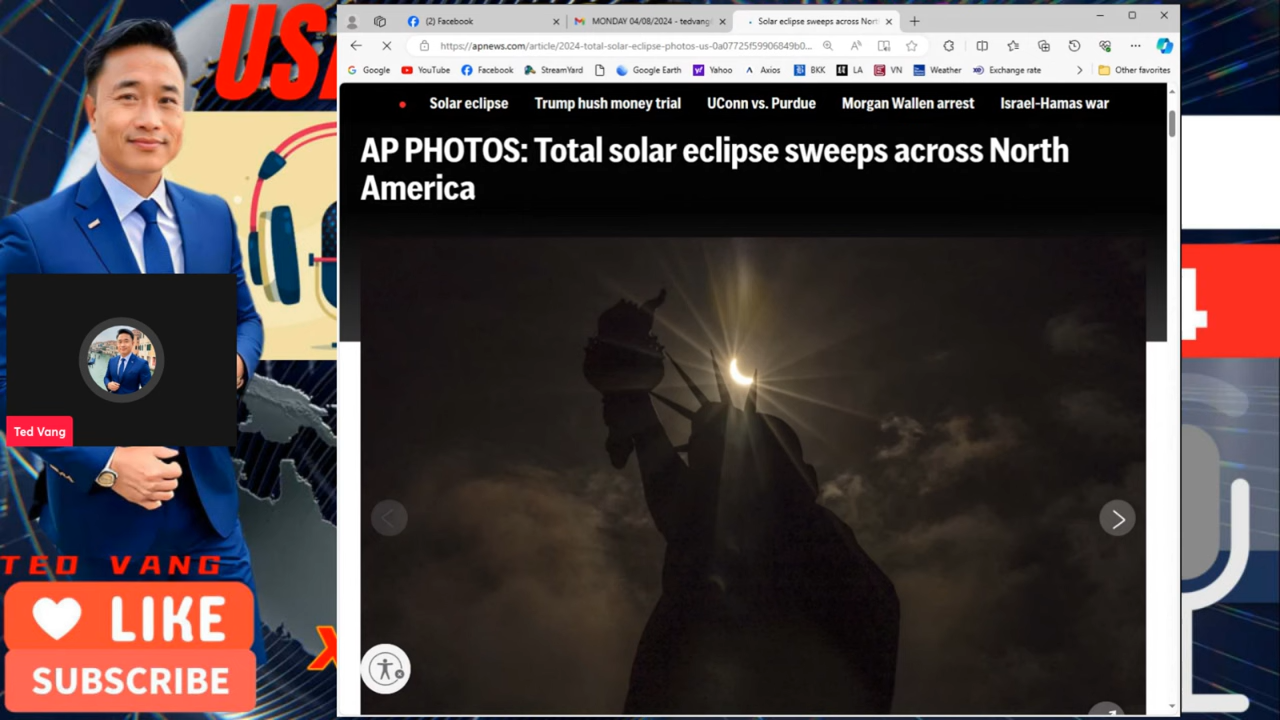 (2) Facebook
MONDAY 04/08/2024 - tedvang
Solar eclipse sweeps across Nort
https://apnews.com/article/2024-total-solar-eclipse-photos-us-0a07725f59906849b0...
Google
YouTube
Facebook
StreamYard
Google Earth
Yahoo
Axios
BKK
LA
VN
Weather
Exchange rate
Other favorites
Solar eclipse
Trump hush money trial
UConn vs. Purdue
Morgan Wallen arrest
Israel-Hamas war
AP PHOTOS: Total solar eclipse sweeps across North
America
Ted Vang
TED VANG
LIKE
SUBSCRIBE